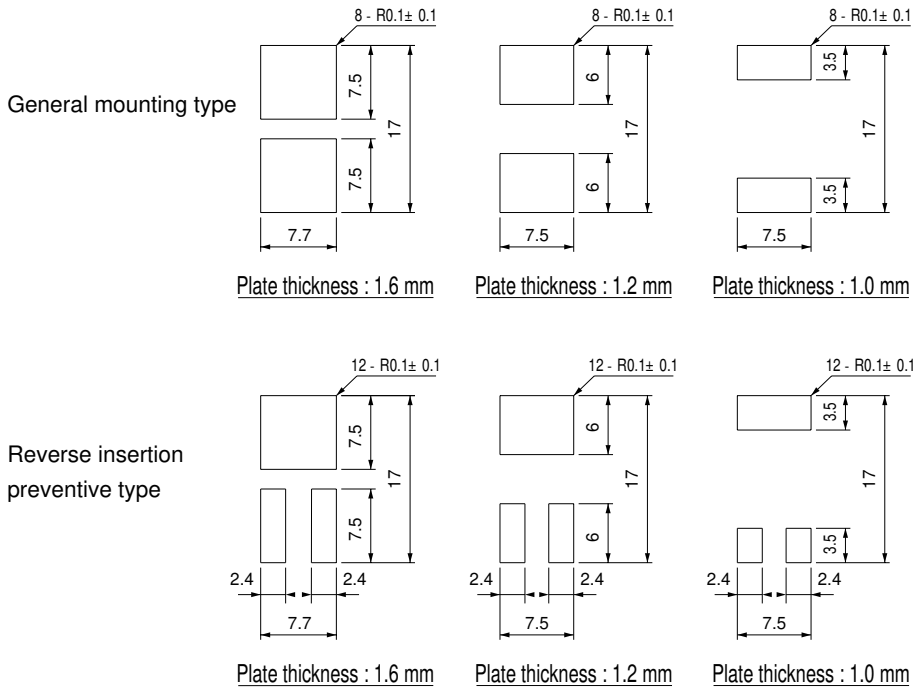 8 - R0.1± 0.1
8 - R0.1± 0.1
8 - R0.1± 0.1
General mounting type
7.5
7.5
17
7.7
6
6
17
7.5
3.5
3.5
17
7.5
Plate thickness : 1.6 mm
Plate thickness : 1.2 mm
Plate thickness : 1.0 mm
12 - R0.1± 0.1
12 - R0.1± 0.1
12 - R0.1± 0.1
Reverse insertion
preventive type
7.5
7.5
17
2.4
2.4
7.7
6
6
17
2.4
2.4
7.5
3.5
3.5
17
2.4
2.4
7.5
Plate thickness : 1.6 mm
Plate thickness : 1.2 mm
Plate thickness : 1.0 mm